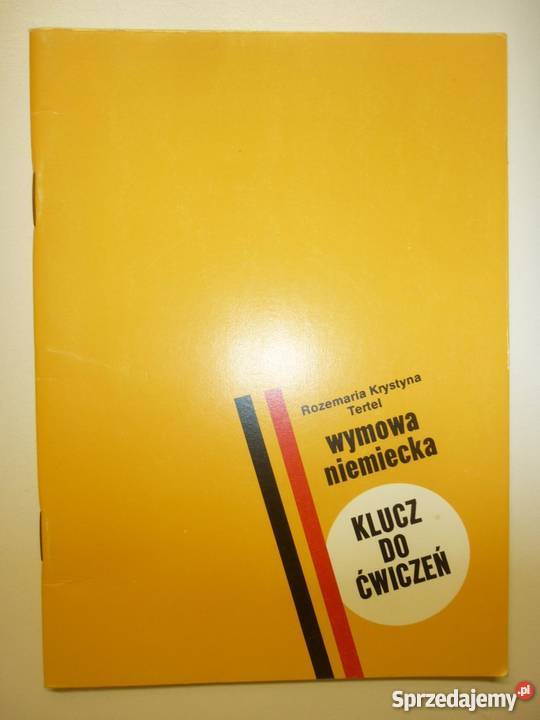 Rozemaria Krystyna
Tertel
wymowa
niemiecka
KLUCZ
DO
ĆWICZEŃ
Sprzedajemy.pl